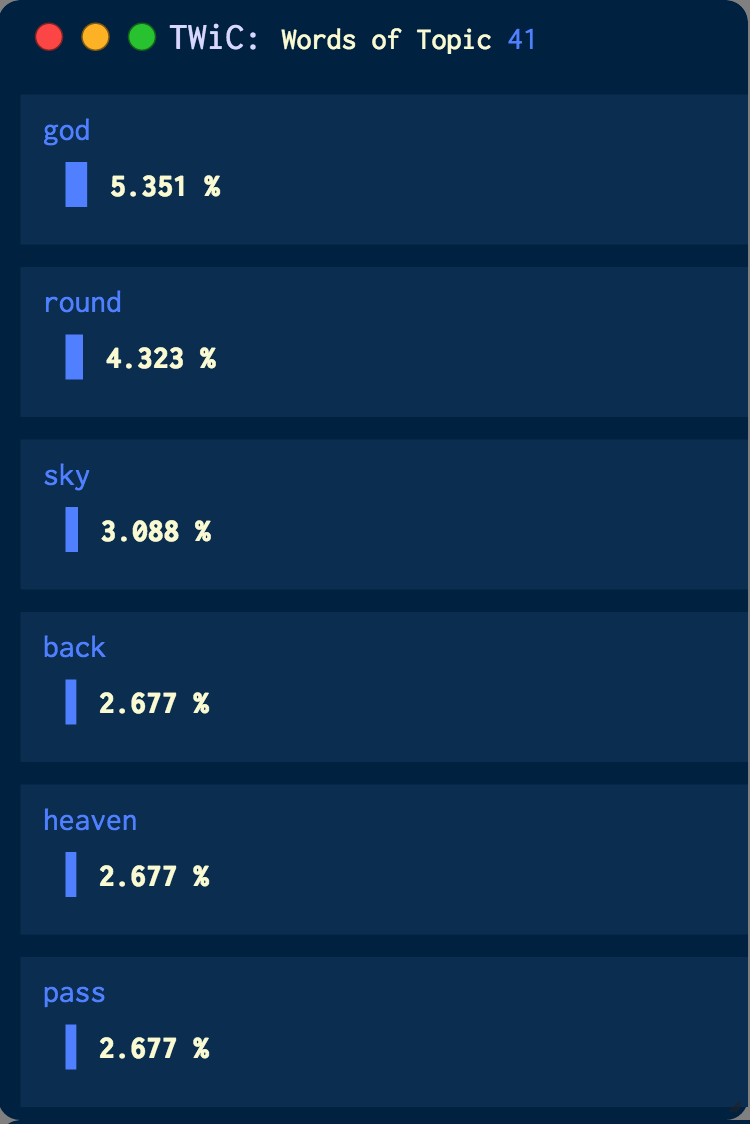 TWiC: Words of Topic 41
god
5.351 %
round
4.323 %
sky
3.088 %
back
2.677 %
heaven
2.677 %
pass
2.677 %